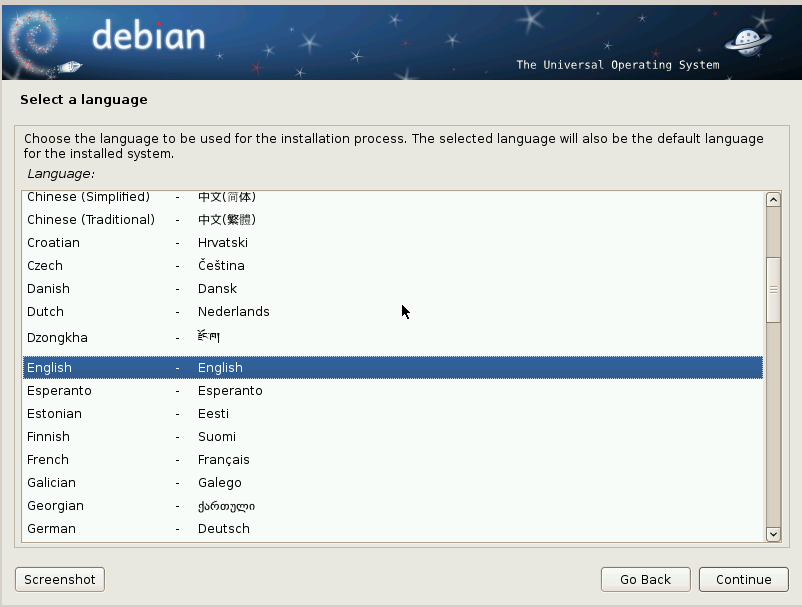 debian
The Universal Operating System
Select a language
Choose the language to be used for the installation process. The selected language will also be the default language
for the installed system.
Language:
Chinese (Simplified) - 中文(简体)
Chinese (Traditional) - 中文(繁體)
Croatian - Hrvatski
Czech - Čeština
Danish - Dansk
Dutch - Nederlands
Dzongkha - རྫོང་ཁ།
English - English
Esperanto - Esperanto
Estonian - Eesti
Finnish - Suomi
French - Français
Galician - Galego
Georgian - ქართული
German - Deutsch
Screenshot
Go Back
Continue